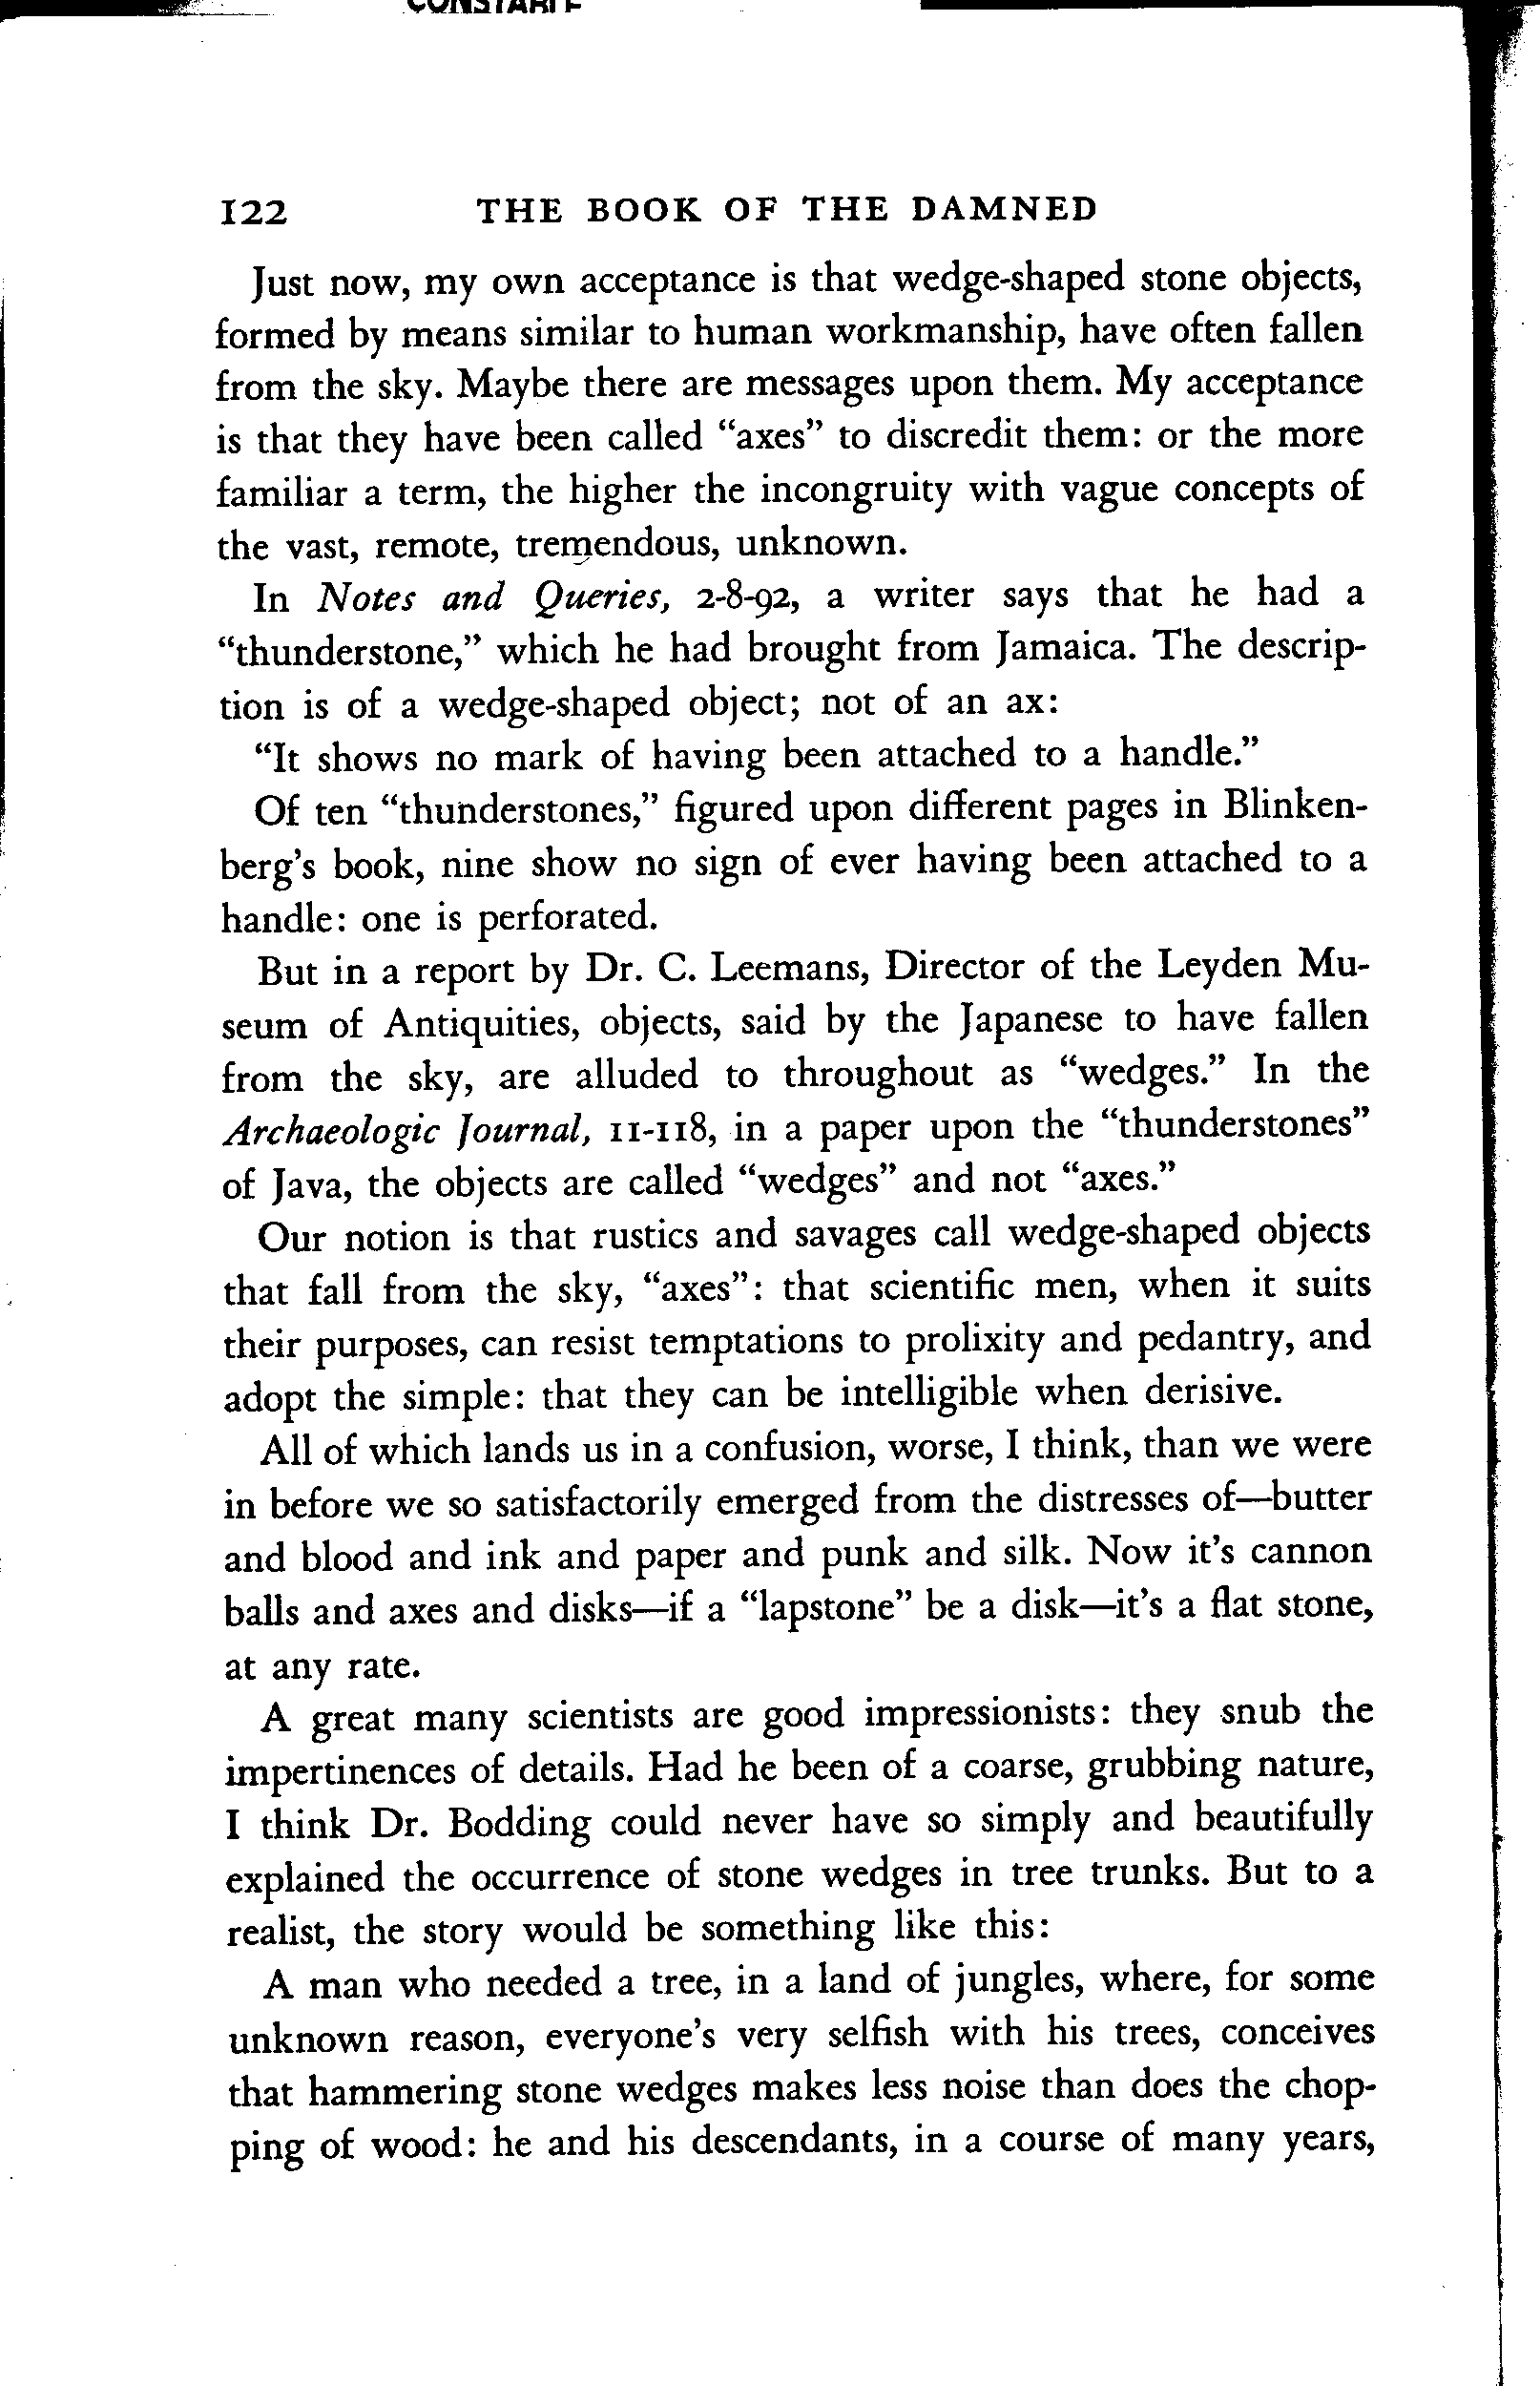 122 THE BOOK OF THE DAMNED
Just now, my own acceptance is that wedge-shaped stone objects,
formed by means similar to human workmanship, have often fallen
from the sky. Maybe there are messages upon them. My acceptance
is that they have been called "axes" to discredit them: or the more
familiar a term, the higher the incongruity with vague concepts of
the vast, remote, tremendous, unknown.
In Notes and Queries, 2-8-92, a writer says that he had a
"thunderstone," which he had brought from Jamaica. The descrip-
tion is of a wedge-shaped object; not of an ax:
"It shows no mark of having been attached to a handle."
Of ten "thunderstones," figured upon different pages in Blinken-
berg's book, nine show no sign of ever having been attached to a
handle: one is perforated.
But in a report by Dr. C. Leemans, Director of the Leyden Mu-
seum of Antiquities, objects, said by the Japanese to have fallen
from the sky, are alluded to throughout as "wedges." In the
Archaeologic Journal, 11-118, in a paper upon the "thunderstones"
of Java, the objects are called "wedges" and not "axes."
Our notion is that rustics and savages call wedge-shaped objects
that fall from the sky, "axes": that scientific men, when it suits
their purposes, can resist temptations to prolixity and pedantry, and
adopt the simple: that they can be intelligible when derisive.
All of which lands us in a confusion, worse, I think, than we were
in before we so satisfactorily emerged from the distresses of—butter
and blood and ink and paper and punk and silk. Now it's cannon
balls and axes and disks—if a "lapstone" be a disk—it's a flat stone,
at any rate.
A great many scientists are good impressionists: they snub the
impertinences of details. Had he been of a coarse, grubbing nature,
I think Dr. Bodding could never have so simply and beautifully
explained the occurrence of stone wedges in tree trunks. But to a
realist, the story would be something like this:
A man who needed a tree, in a land of jungles, where, for some
unknown reason, everyone's very selfish with his trees, conceives
that hammering stone wedges makes less noise than does the chop-
ping of wood: he and his descendants, in a course of many years,